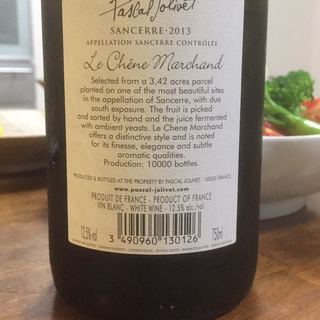 Pascal Jolivet
SANCERRE · 2013
APPELLATION SANCERRE CONTRÔLÉE
Le Chêne Marchand
Selected from a 3,42 acres parcel
planted on one of the most beautiful sites
in the appellation of Sancerre, with due
south exposure. The fruit is picked and
sorted by hand and the juice fermented
with ambient yeasts. Le Chene Marchand
offers a distinctive style and is noted
for its finesse, elegance and subtle
aromatic qualities.
Production: 10000 bottles.
PRODUCED & BOTTLED AT THE PROPERTY BY PASCAL JOLIVET - 18300 FRANCE
www.pascal-jolivet.com
PRODUIT DE FRANCE - PRODUCT OF FRANCE
VIN BLANC - WHITE WINE - 12.5% alc./vol.
12,5% vol
750ml
3 490960 130126